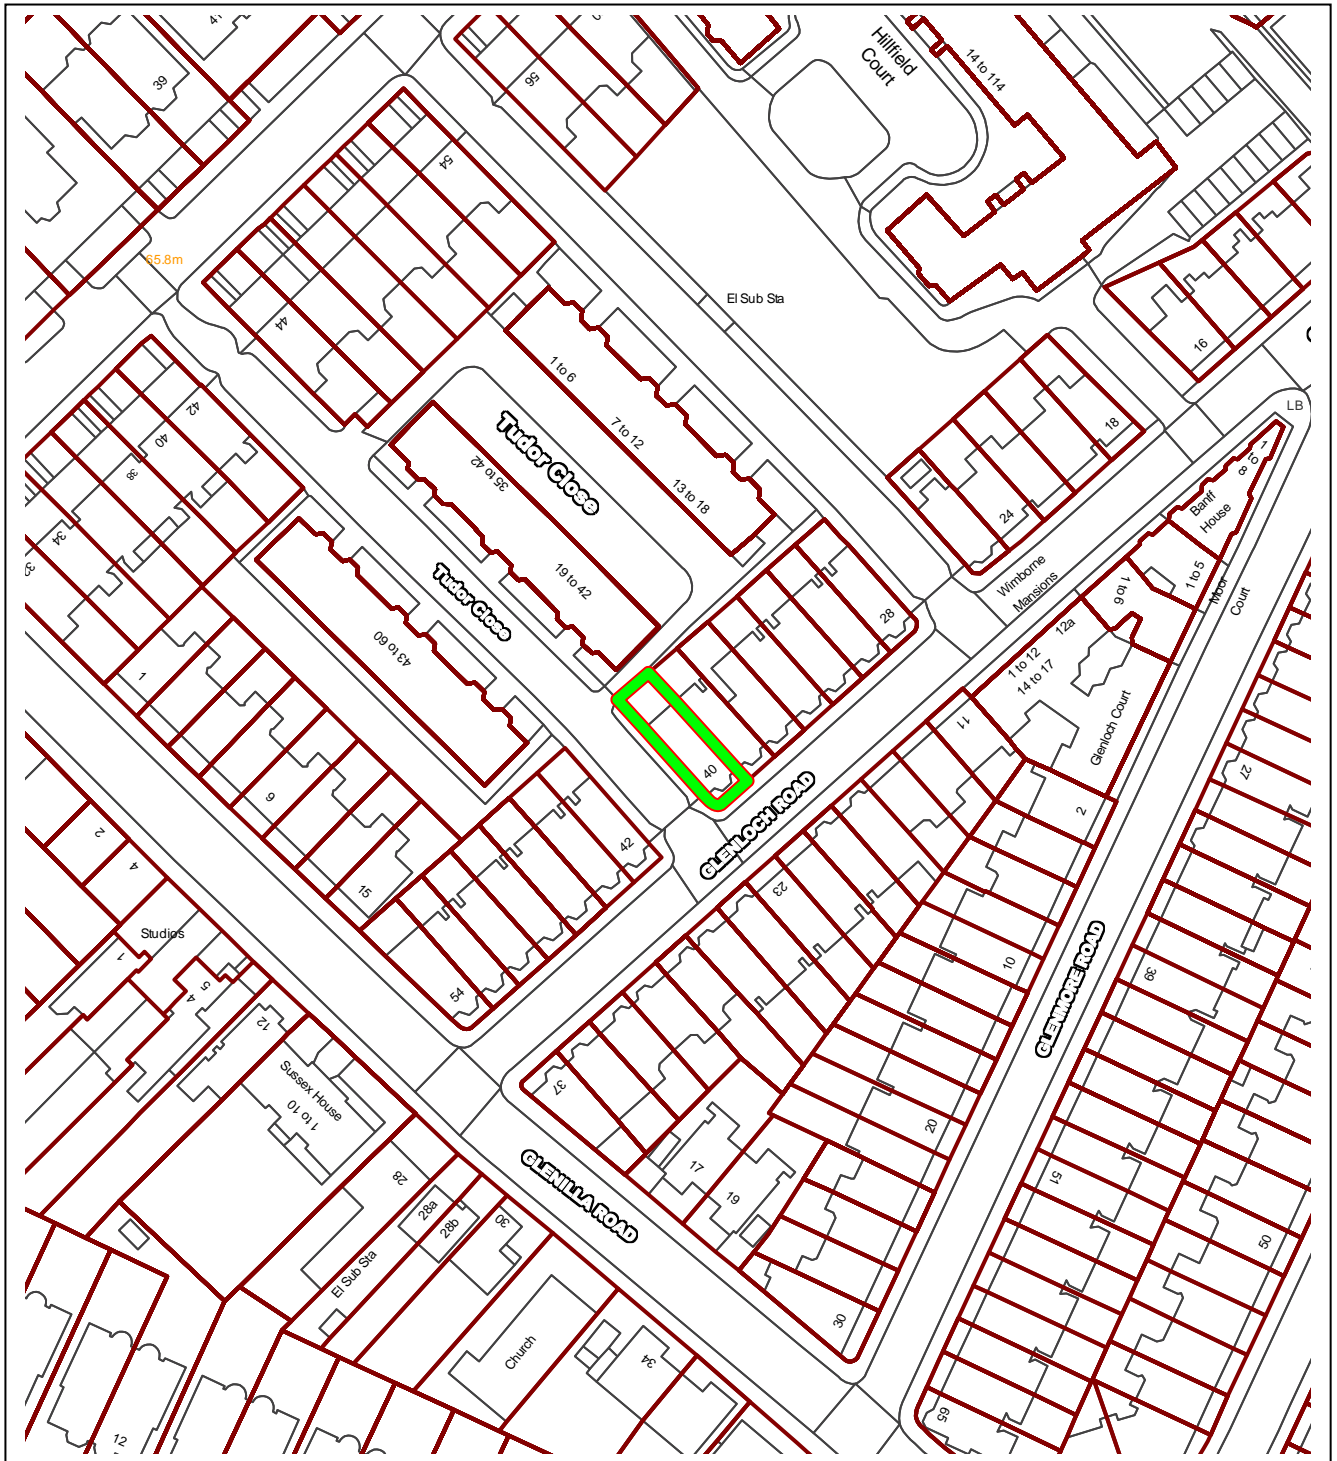 41
39
56
Hillfield
Court
14 to 114
54
65.8m
El Sub Sta
44
16
LB
1 to 6
7 to 12
13 to 18
Tudor Close
35 to 42
19 to 42
18
24
1
to
8
Banff
House
42
40
38
34
33
Tudor Close
43 to 60
Wimborne
Mansions
1 to 5
Moor
Court
1 to 6
12a
1 to 12
14 to 17
28
11
Glenloch Court
1
9
15
40
GLENLOCH ROAD
42
54
27
2
23
2
4
Studios
1
5
4
12
Sussex House
1 to 10
10
39
GLENMORE ROAD
37
20
17
19
51
50
28
28a
28b
30
El Sub Sta
GLENILLA ROAD
30
Church
34
65
12